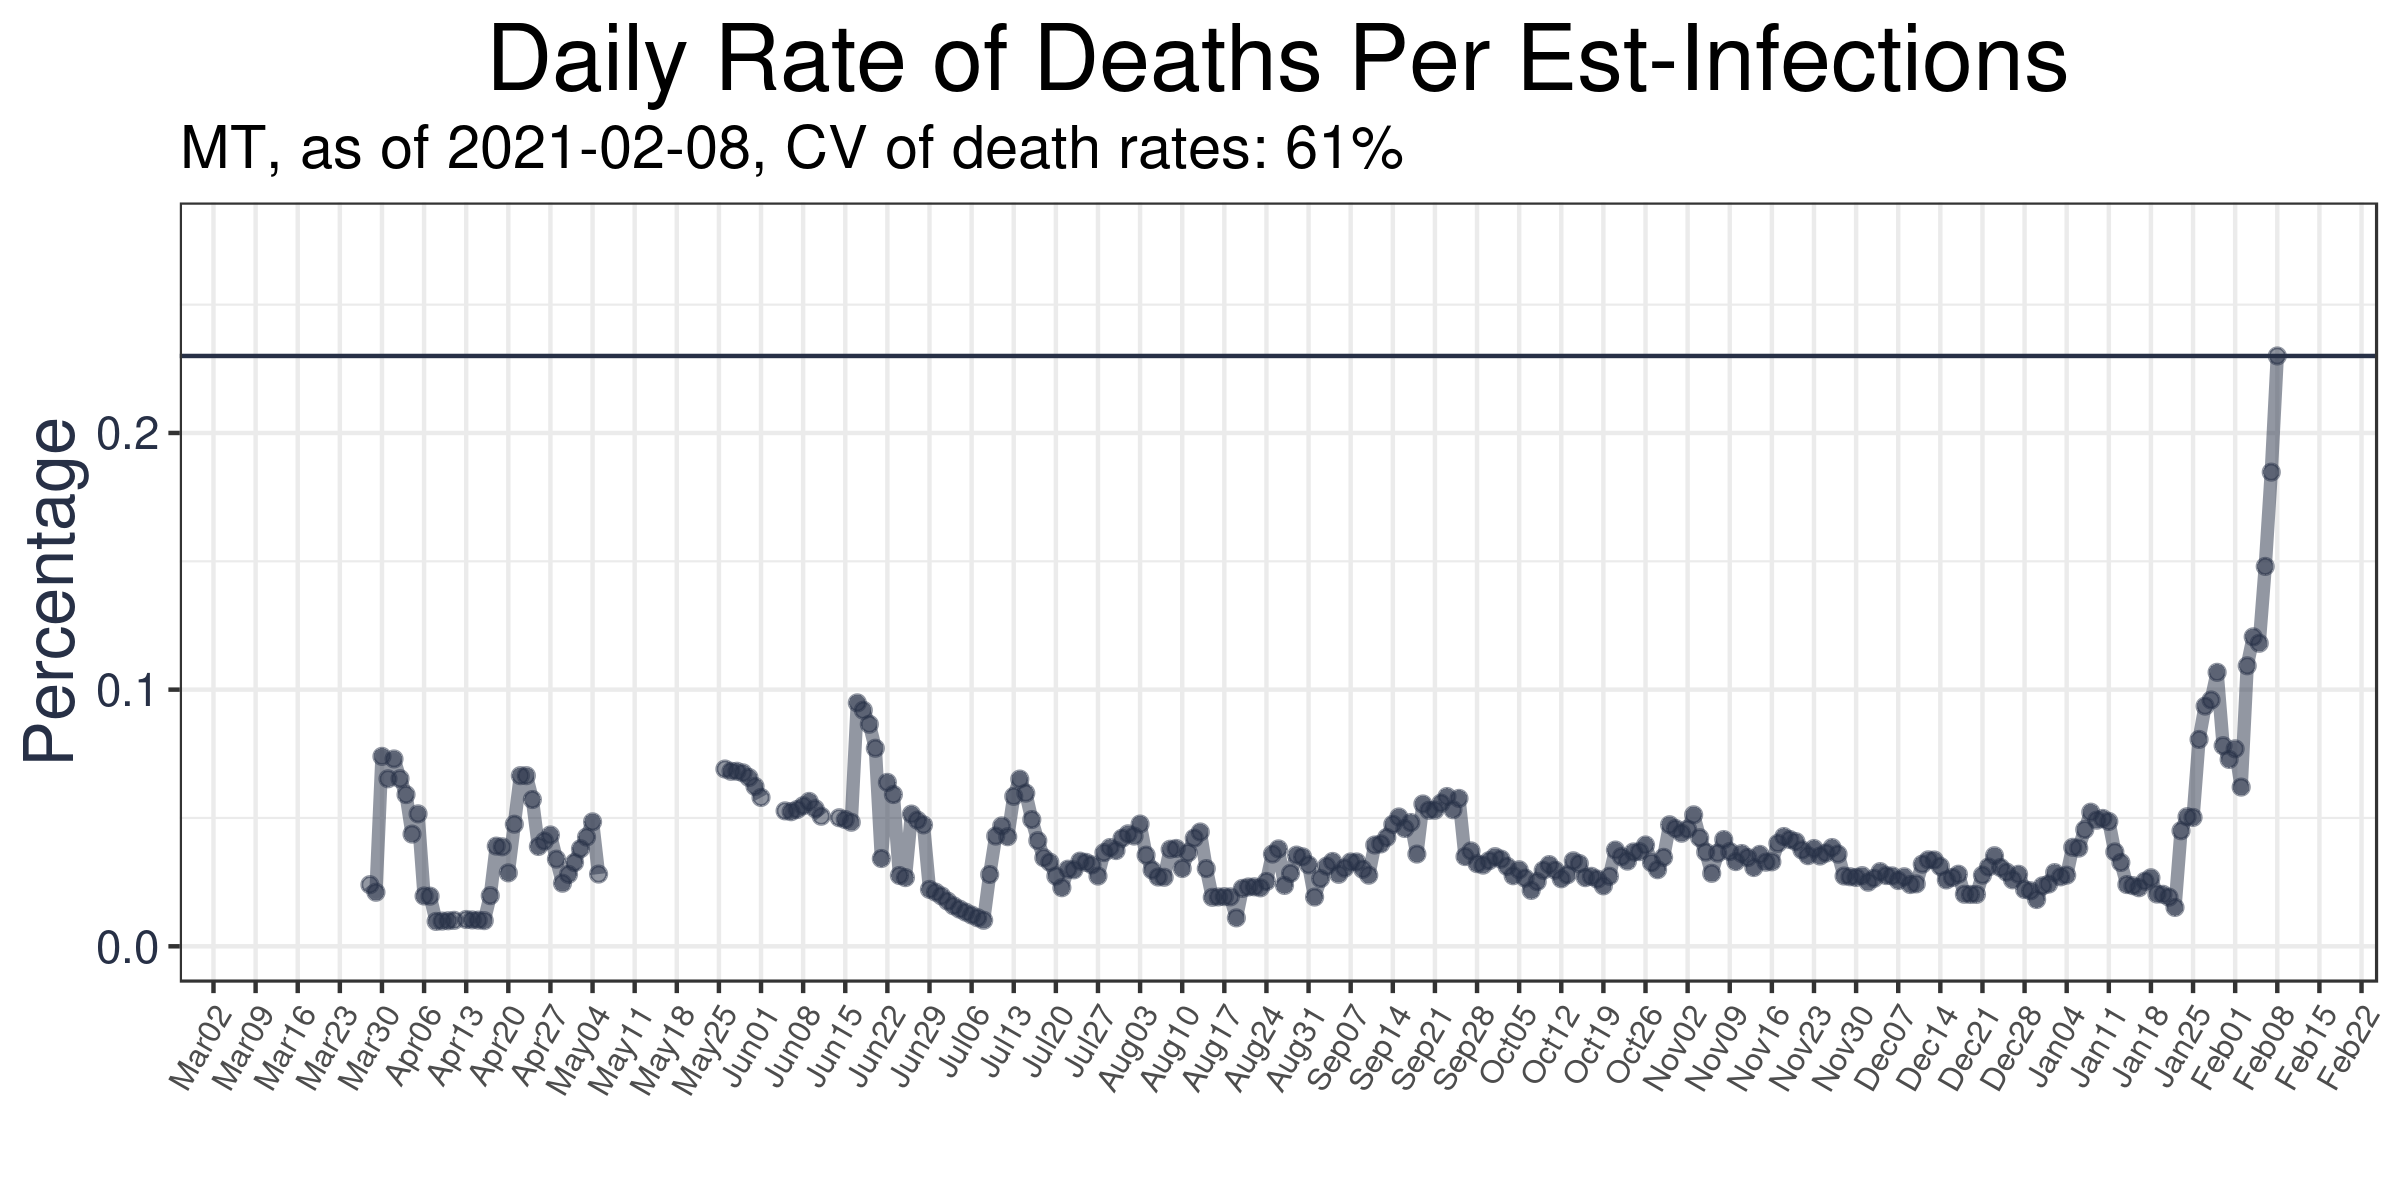 Daily Rate of Deaths Per Est-Infections
MT, as of 2021-02-08, CV of death rates: 61%
Percentage
0.2
0.1
0.0
Mar02
Mar09
Mar16
Mar23
Mar30
Apr06
Apr13
Apr20
Apr27
May04
May11
May18
May25
Jun01
Jun08
Jun15
Jun22
Jun29
Jul06
Jul13
Jul20
Jul27
Aug03
Aug10
Aug17
Aug24
Aug31
Sep07
Sep14
Sep21
Sep28
Oct05
Oct12
Oct19
Oct26
Nov02
Nov09
Nov16
Nov23
Nov30
Dec07
Dec14
Dec21
Dec28
Jan04
Jan11
Jan18
Jan25
Feb01
Feb08
Feb15
Feb22